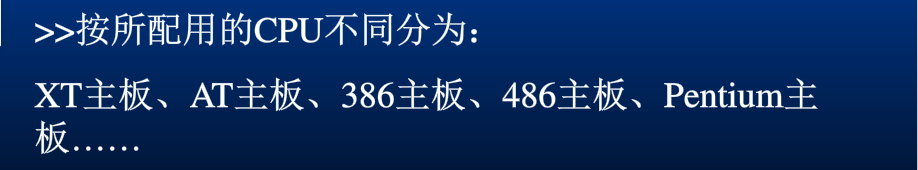 >>按所配用的CPU不同分为：
XT主板、AT主板、386主板、486主板、Pentium主
板……